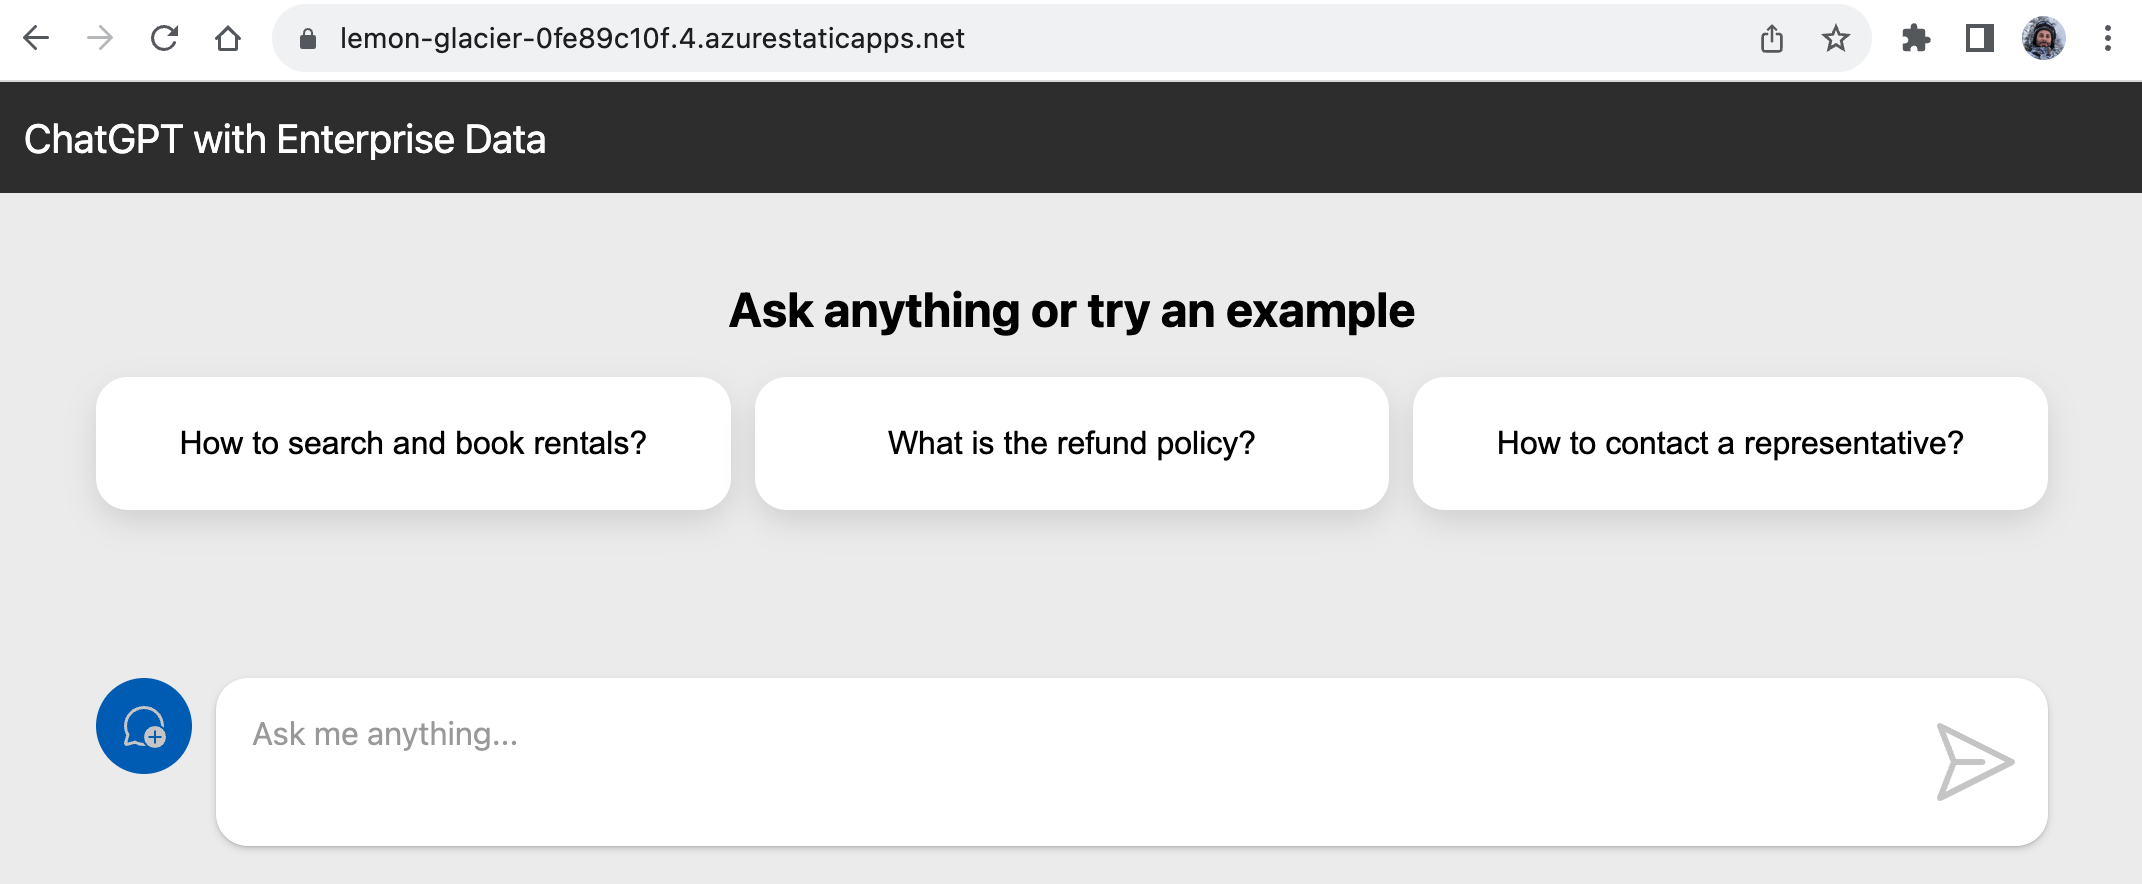 lemon-glacier-0fe89c10f.4.azurestaticapps.net
ChatGPT with Enterprise Data
Ask anything or try an example
How to search and book rentals?
What is the refund policy?
How to contact a representative?
Ask me anything...